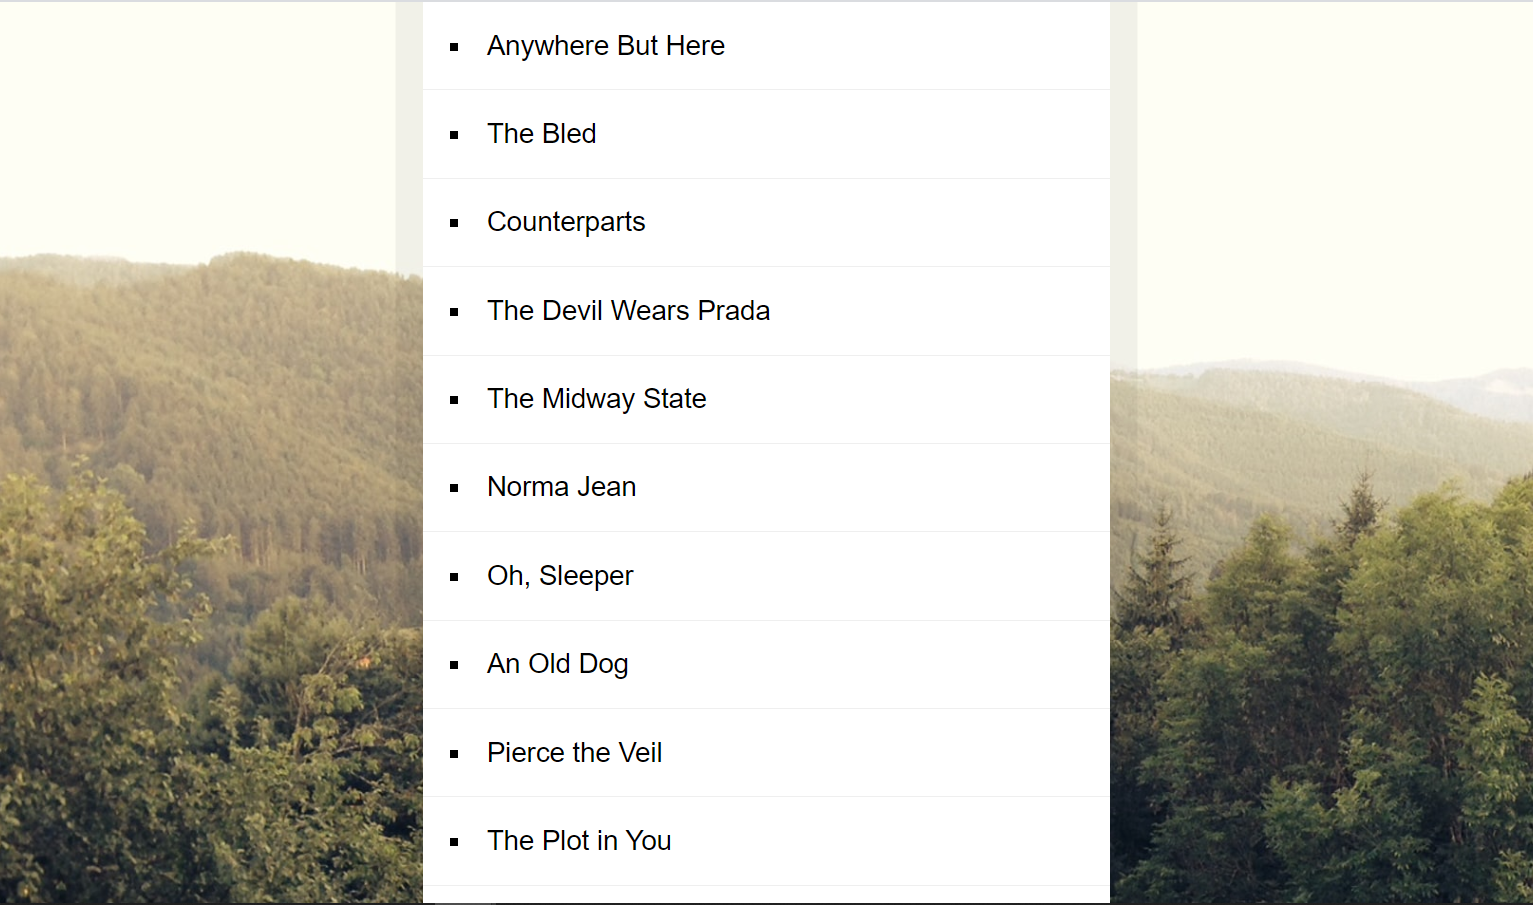 Anywhere But Here
The Bled
Counterparts
The Devil Wears Prada
The Midway State
Norma Jean
Oh, Sleeper
An Old Dog
Pierce the Veil
The Plot in You